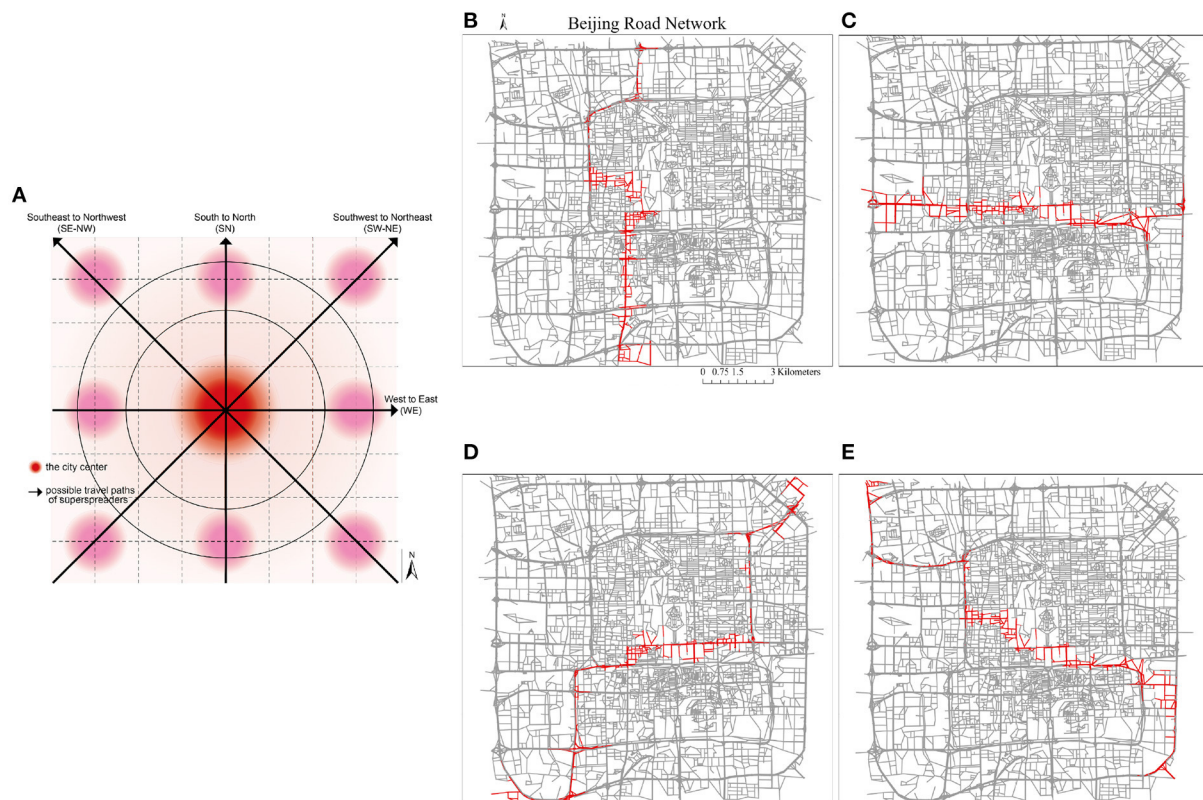 A
Southeast to Northwest
(SE-NW)
South to North
(SN)
Southwest to Northeast
(SW-NE)
West to East
(WE)
the city center
possible travel paths
of superspreaders
N
B
N
Beijing Road Network
0 0.75 1.5 3 Kilometers
C
D
E